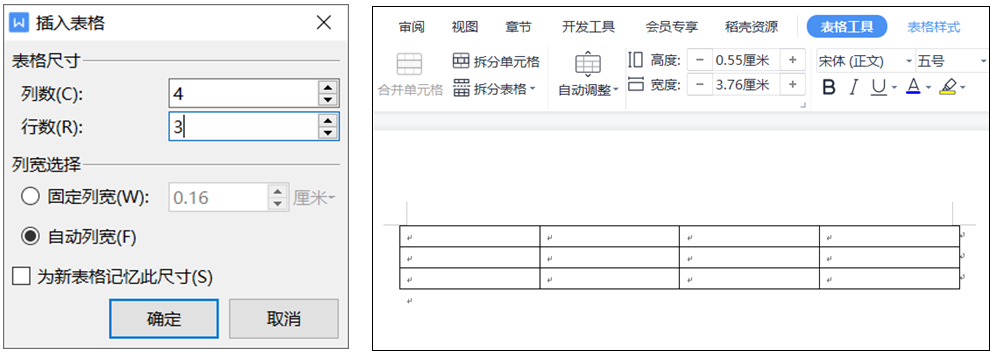 插入表格
表格尺寸
列数(C): 4
行数(R): 3
列宽选择
固定列宽(W): 0.16 厘米
自动列宽(F)
为新表格记忆此尺寸(S)
确定 取消
审阅 视图 章节 开发工具 会员专享 稻壳资源 表格工具 表格样式
合并单元格
拆分单元格
拆分表格
自动调整
高度: - 0.55厘米 +
宽度: - 3.76厘米 +
宋体 (正文) 五号
B I U A